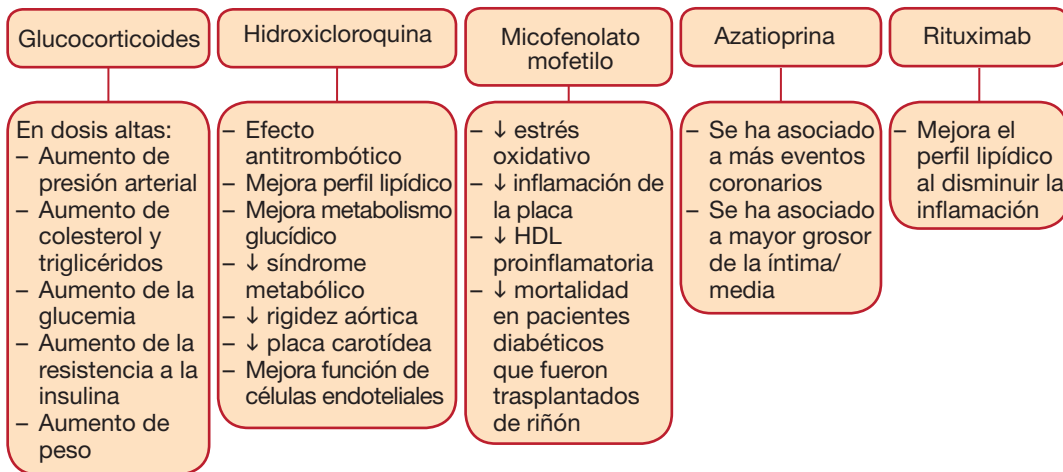 Glucocorticoides
En dosis altas:
– Aumento de
presión arterial
– Aumento de
colesterol y
triglicéridos
– Aumento de la
glucemia
– Aumento de la
resistencia a la
insulina
– Aumento de
peso
Hidroxicloroquina
– Efecto
antitrombótico
– Mejora perfil lipídico
– Mejora metabolismo
glucídico
– ↓ síndrome
metabólico
– ↓ rigidez aórtica
– ↓ placa carotídea
– Mejora función de
células endoteliales
Micofenolato
mofetilo
– ↓ estrés
oxidativo
– ↓ inflamación de
la placa
– ↓ HDL
proinflamatoria
– ↓ mortalidad
en pacientes
diabéticos
que fueron
trasplantados
de riñón
Azatioprina
– Se ha asociado
a más eventos
coronarios
– Se ha asociado
a mayor grosor
de la íntima/
media
Rituximab
– Mejora el
perfil lipídico
al disminuir la
inflamación